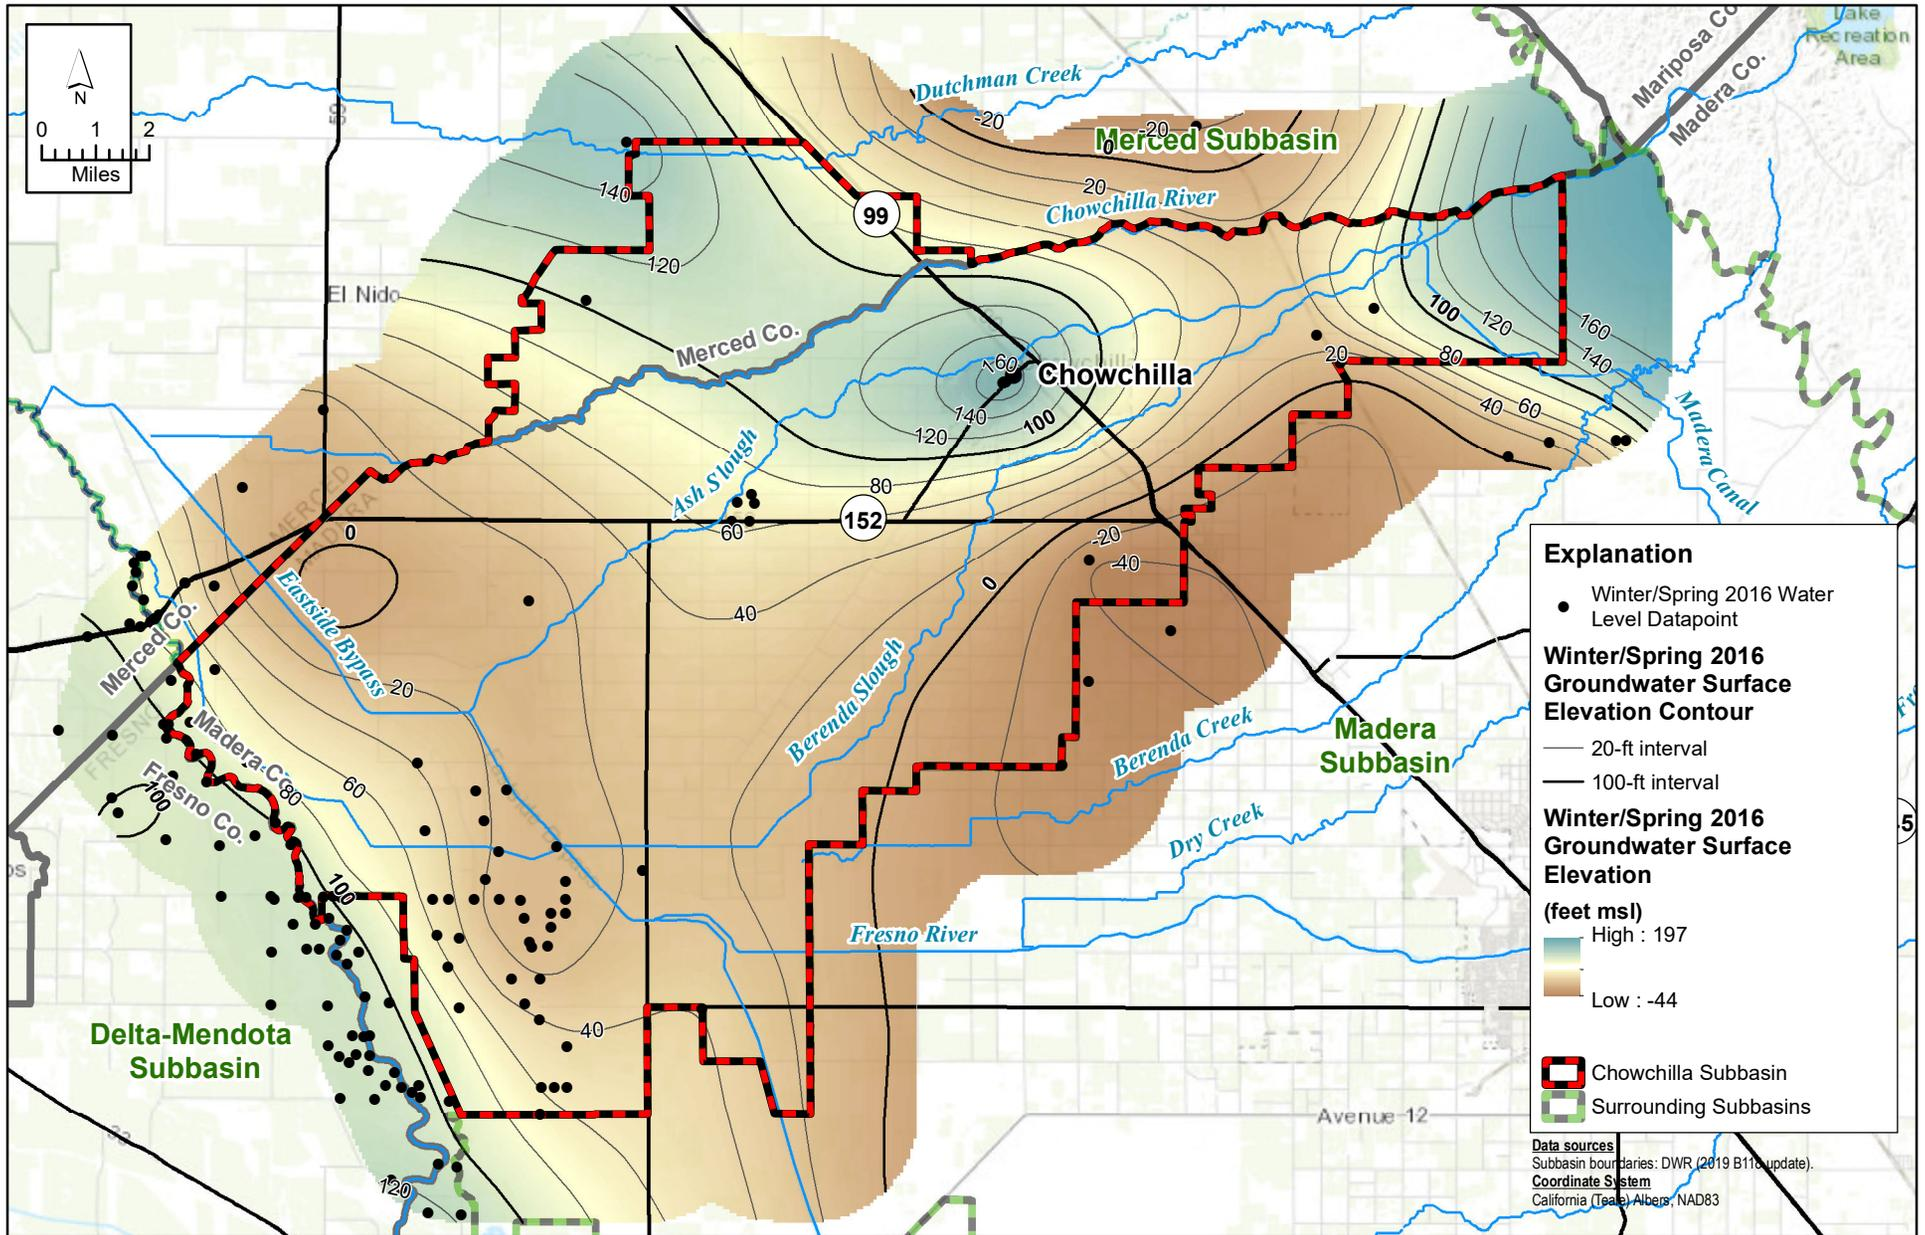 Lake
Recreation
Area
Mariposa Co.
Madera Co.
N
0 1 2
Miles
59
Dutchman Creek
-20
-20
Merced Subbasin
0
140
20
99
Chowchilla River
120
El Nido
Merced Co.
100
120
160
20
80
140
160
Chowchilla
Chowchilla
140
100
120
40
60
Madera Canal
Ash Slough
80
152
60
MERCED
MADERA
0
-20
-40
0
Eastside Bypass
40
Merced Co.
20
Berenda Slough
FRESNO
Madera Co.
Berenda Creek
Madera
Subbasin
Fresno Co.
100
80
60
Dry Creek
100
Fresno River
Delta-Mendota
Subbasin
40
Avenue 12
33
120
Explanation
Winter/Spring 2016 Water
Level Datapoint
Winter/Spring 2016
Groundwater Surface
Elevation Contour
20-ft interval
100-ft interval
Winter/Spring 2016
Groundwater Surface
Elevation
(feet msl)
High : 197
Low : -44
Chowchilla Subbasin
Surrounding Subbasins
Data sources
Subbasin boundaries: DWR (2019 B118 update).
Coordinate System
California (Teale) Albers, NAD83